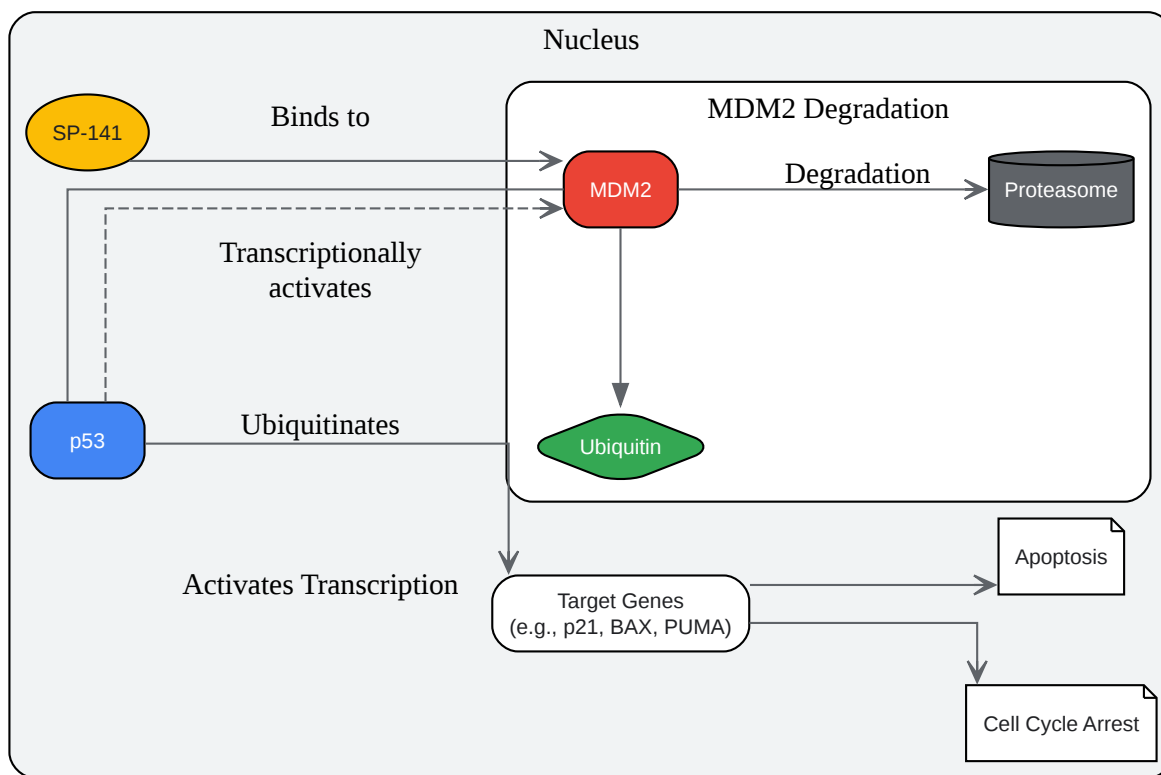 Nucleus
SP-141
Binds to
MDM2 Degradation
MDM2
Degradation
Proteasome
Transcriptionally
activates
p53
Ubiquitinates
Ubiquitin
Activates Transcription
Target Genes
(e.g., p21, BAX, PUMA)
Apoptosis
Cell Cycle Arrest